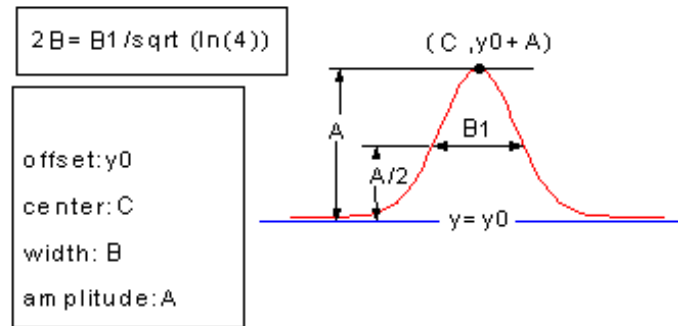 2B= B1/sqrt (ln(4))
offset:y0
center:C
width:B
amplitude:A
(C ,y0+A)
A
B1
A/2
y=y0